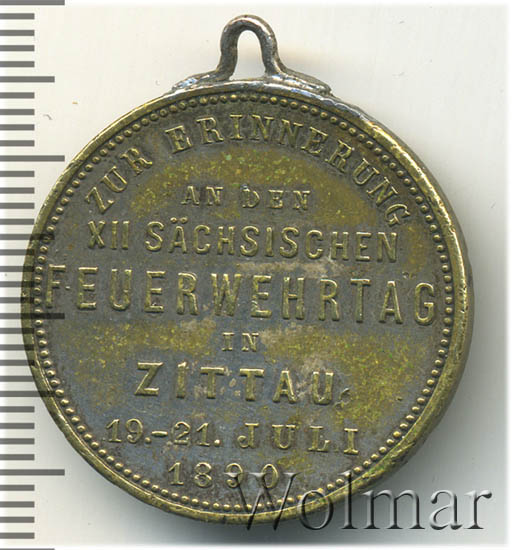 ZUR ERINNERUNG
AN DEN
XII SÄCHSISCHEN
FEUERWEHRTAG
IN
ZITTAU
19.-21. JULI
1890
Wolmar